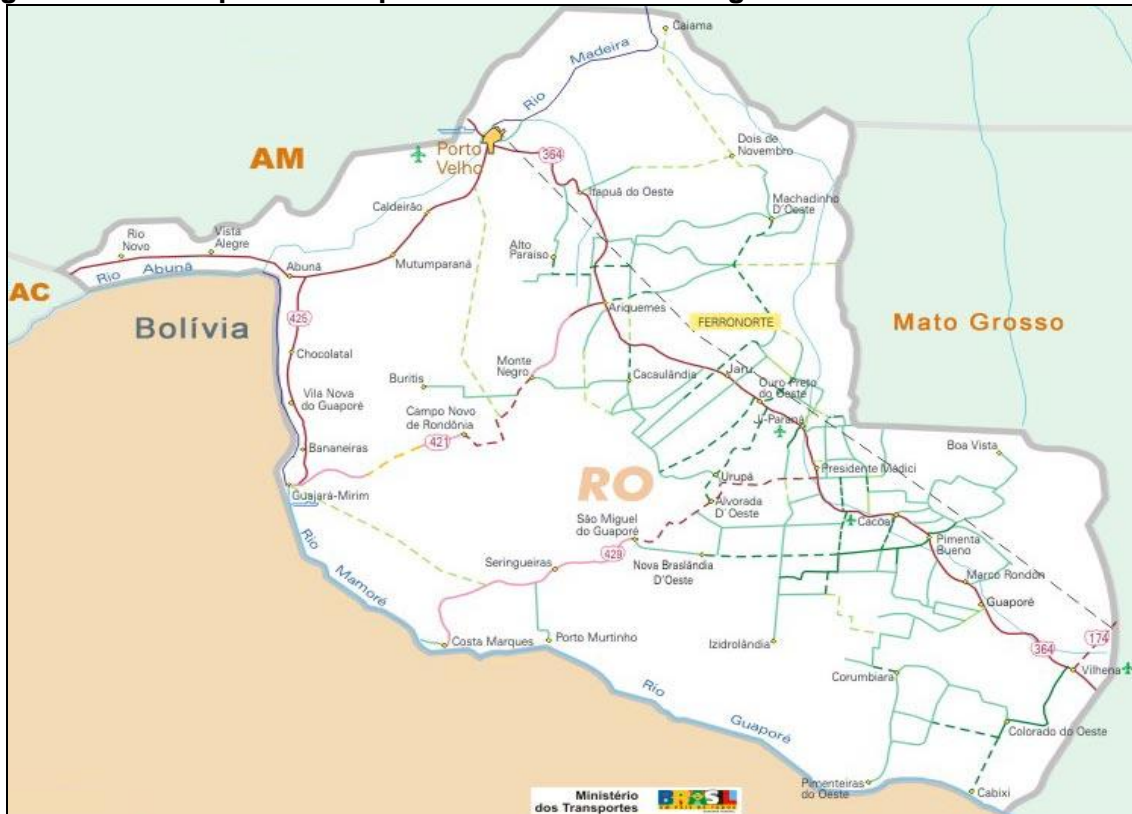 Caiama
Rio Madeira
Dois de
Novembro
AM
Porto
Velho
364
Itapuã do Oeste
Machadinho
D'Oeste
Caldeirão
Rio
Novo
Vista
Alegre
Alto
Paraiso
Mutumparaná
Abunã
Rio Abunã
AC
Bolívia
425
Ariquemes
FERRONORTE
Mato Grosso
Chocolatal
Monte
Negro
Cacaulândia
Jaru
Buritis
Ouro Preto
do Oeste
Vila Nova
do Guaporé
Campo Novo
de Rondônia
Ji-Paraná
421
Bananeiras
Boa Vista
Presidente Médici
Urupá
RO
Guajará-Mirim
Alvorada
D'Oeste
São Miguel
do Guaporé
Cacoal
Pimenta
Bueno
429
Seringueiras
Nova Braslândia
D'Oeste
Rio Mamoré
Marco Rondon
Guaporé
Costa Marques
Porto Murtinho
Izidrolândia
174
364
Vilhena
Corumbiara
Rio Guaporé
Colorado do Oeste
Pimenteiras
do Oeste
Cabixi
Ministério
dos Transportes
BRASIL